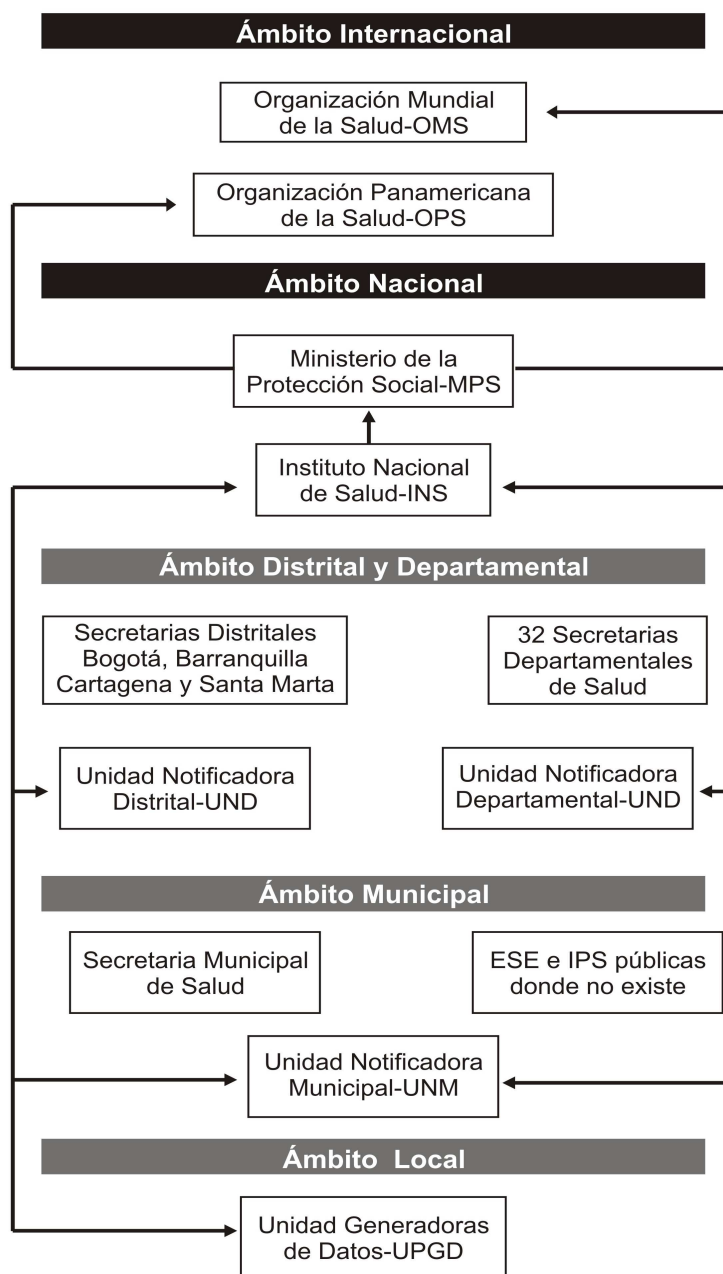 Ámbito Internacional
Organización Mundial
de la Salud-OMS
Organización Panamericana
de la Salud-OPS
Ámbito Nacional
Ministerio de la
Protección Social-MPS
Instituto Nacional
de Salud-INS
Ámbito Distrital y Departamental
Secretarias Distritales
Bogotá, Barranquilla
Cartagena y Santa Marta
32 Secretarias
Departamentales
de Salud
Unidad Notificadora
Distrital-UND
Unidad Notificadora
Departamental-UND
Ámbito Municipal
Secretaria Municipal
de Salud
ESE e IPS públicas
donde no existe
Unidad Notificadora
Municipal-UNM
Ámbito Local
Unidad Generadoras
de Datos-UPGD